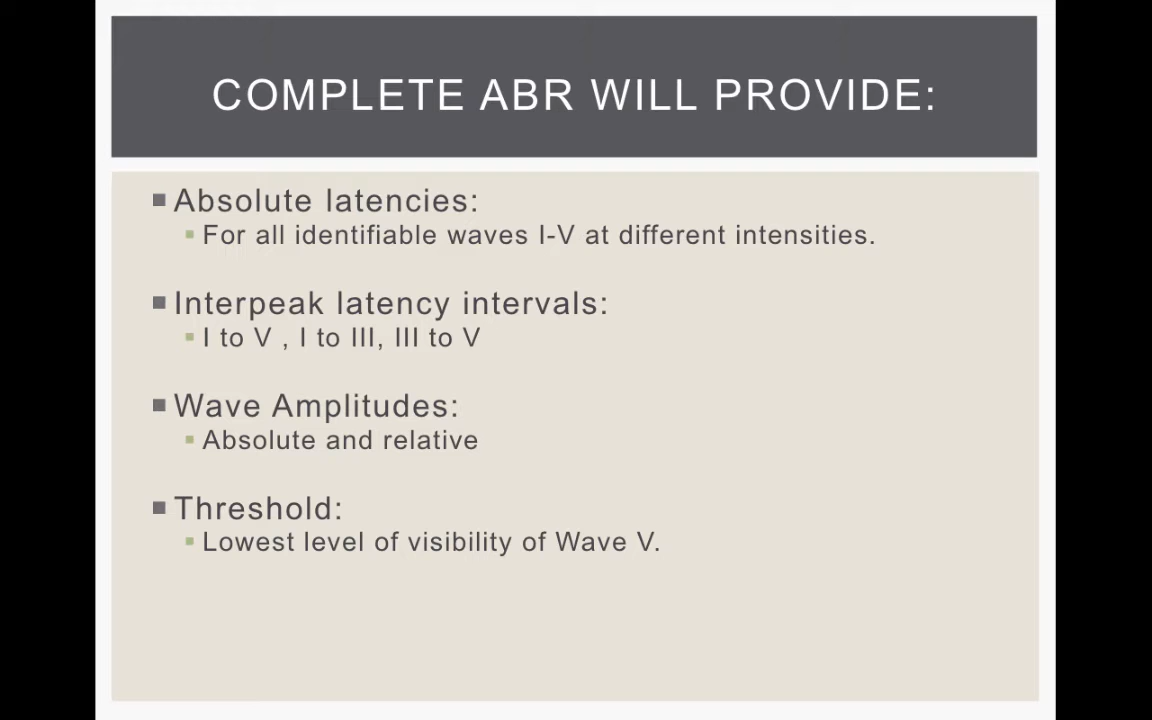 COMPLETE ABR WILL PROVIDE:
Absolute latencies:
For all identifiable waves I-V at different intensities.
Interpeak latency intervals:
I to V , I to III, III to V
Wave Amplitudes:
Absolute and relative
Threshold:
Lowest level of visibility of Wave V.